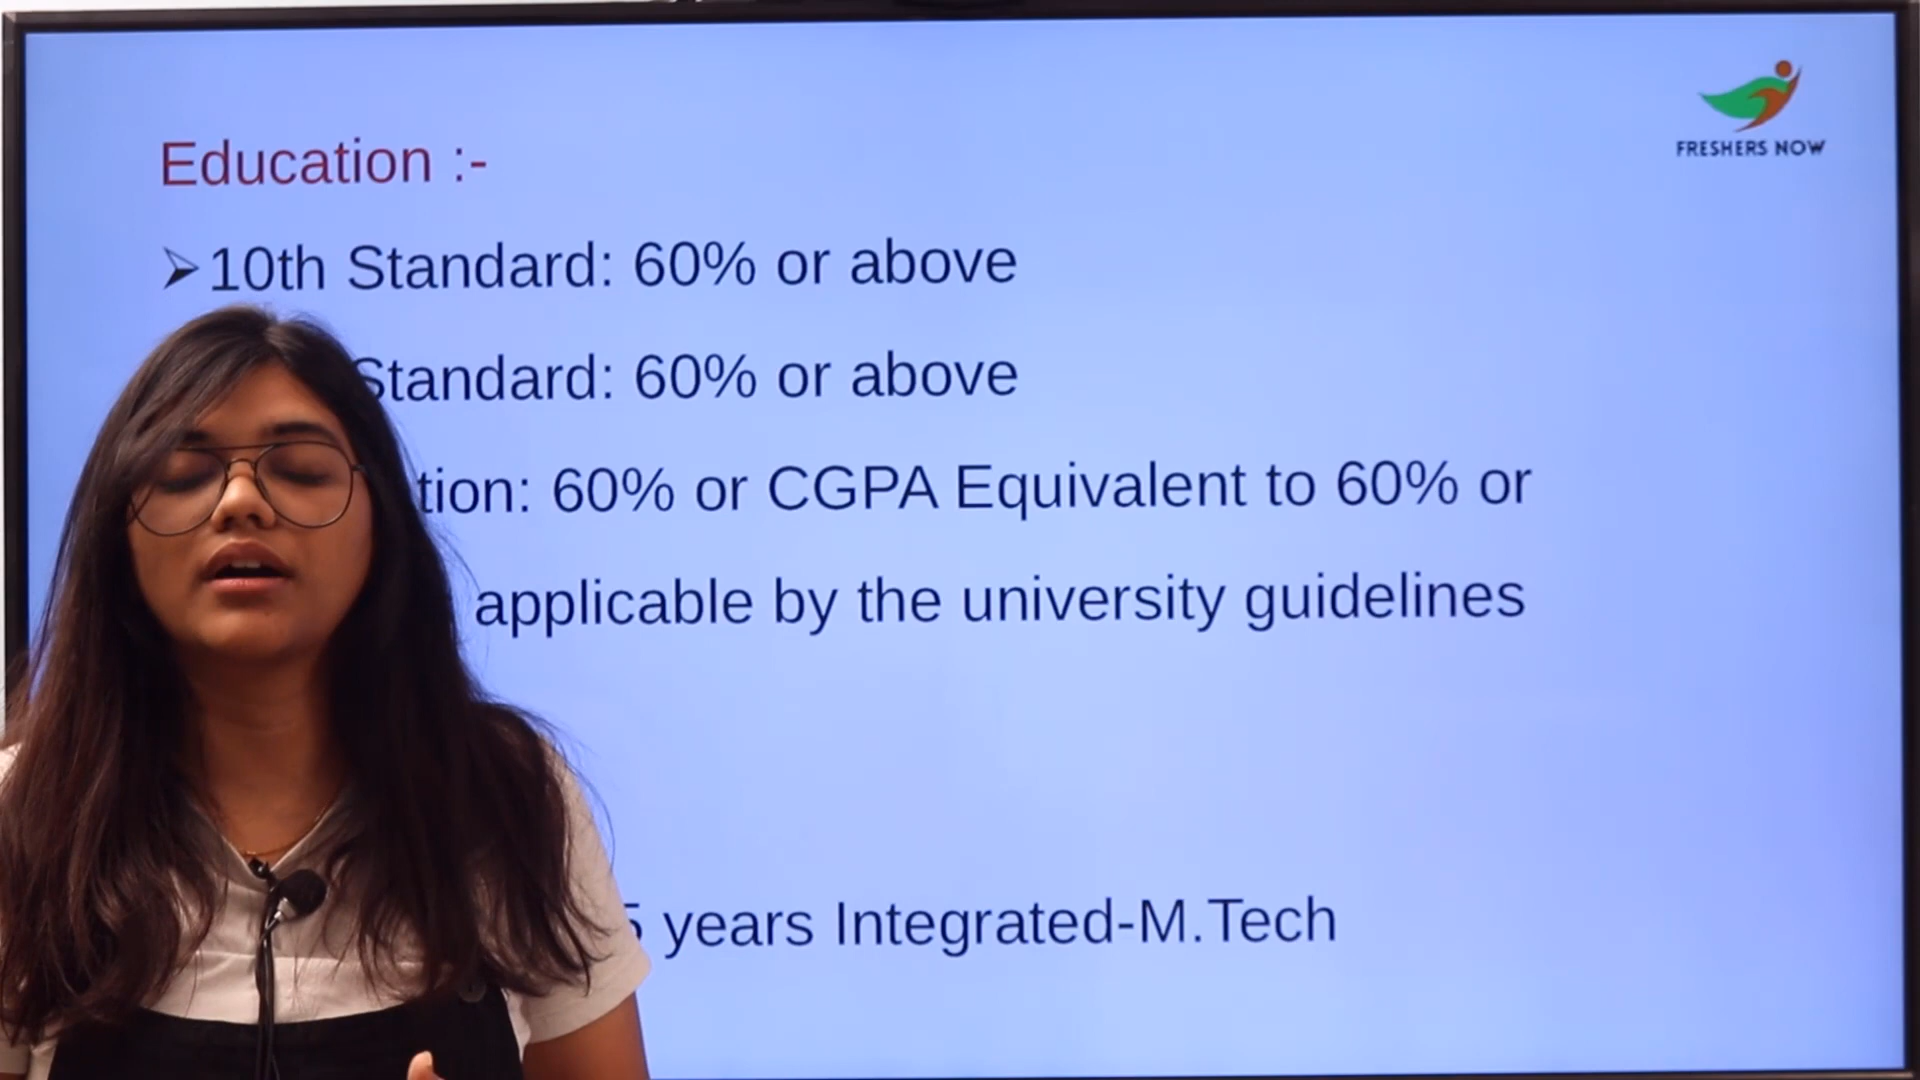 FRESHERS NOW
Education :-
➢10th Standard: 60% or above
Standard: 60% or above
tion: 60% or CGPA Equivalent to 60% or
applicable by the university guidelines
5 years Integrated-M.Tech